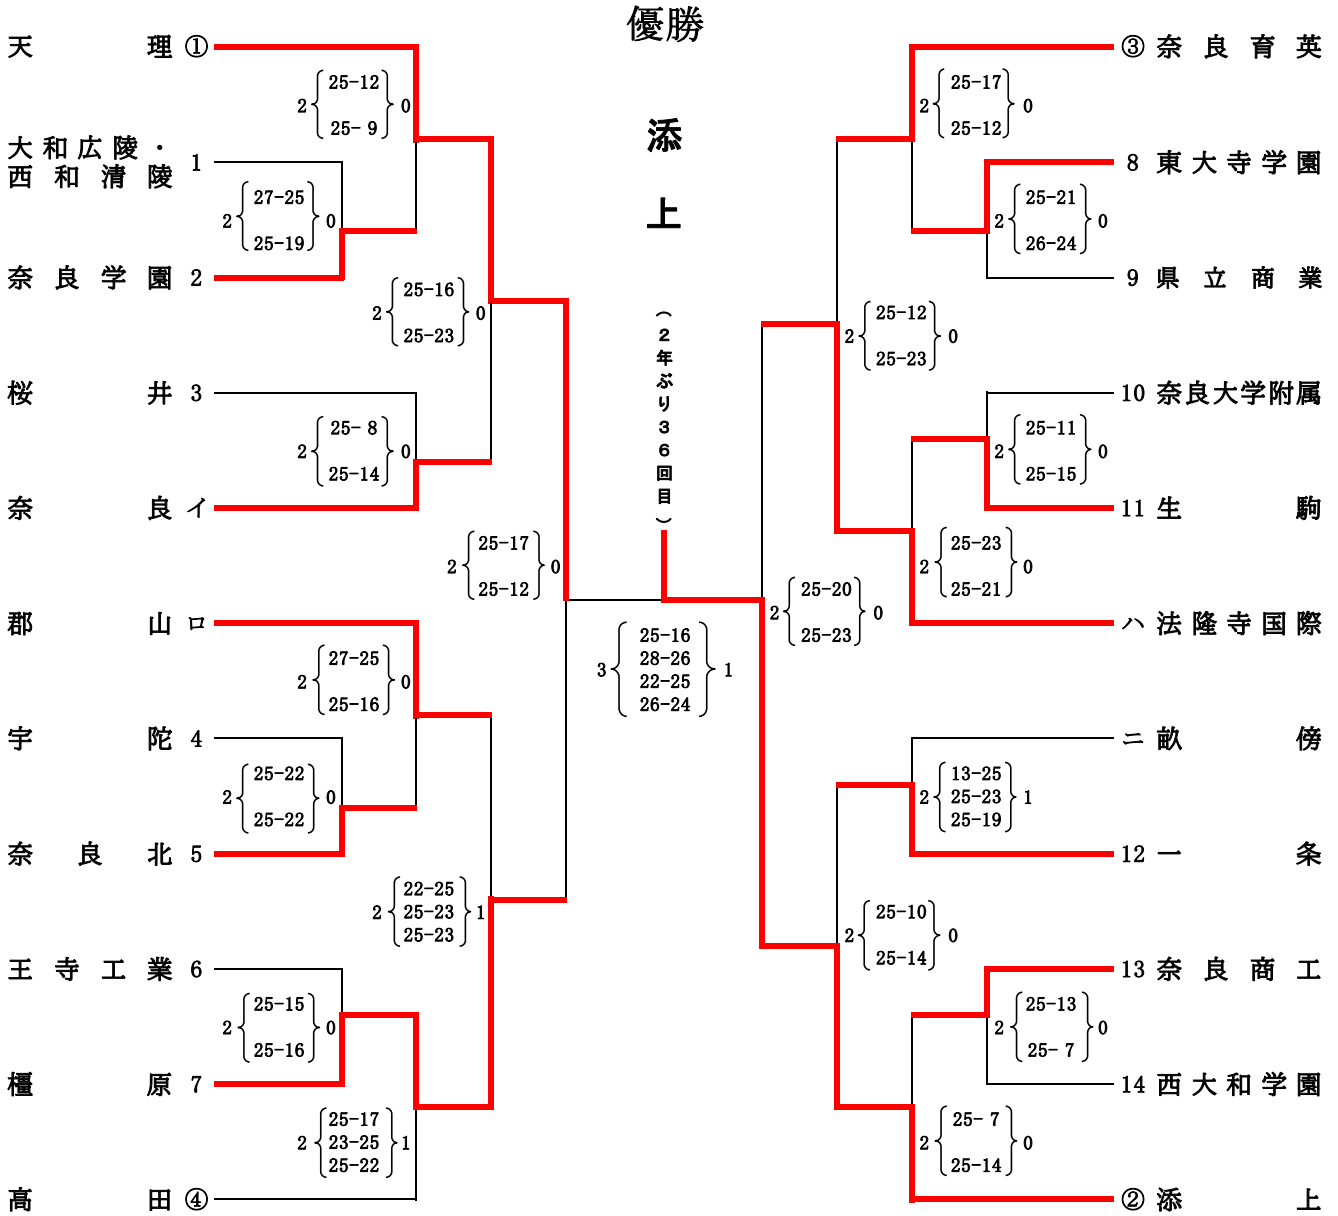 優勝
添
上
（２年ぶり３６回目）
天理 ①
大和広陵・
西和清陵 1
奈良学園 2
桜井 3
奈良 イ
郡山 ロ
宇陀 4
奈良北 5
王寺工業 6
橿原 7
高田 ④
③ 奈良育英
8 東大寺学園
9 県立商業
10 奈良大学附属
11 生駒
ハ 法隆寺国際
ニ 畝傍
12 一条
13 奈良商工
14 西大和学園
② 添上
25-12
2 0
25- 9
27-25
2 0
25-19
25-16
2 0
25-23
25- 8
2 0
25-14
25-17
2 0
25-12
27-25
2 0
25-16
25-22
2 0
25-22
22-25
2 25-23 1
25-23
25-15
2 0
25-16
25-17
2 23-25 1
25-22
25-16
28-26
3 1
22-25
26-24
25-17
2 0
25-12
25-21
2 0
26-24
25-12
2 0
25-23
25-11
2 0
25-15
25-23
2 0
25-21
25-20
2 0
25-23
13-25
2 25-23 1
25-19
25-10
2 0
25-14
25-13
2 0
25- 7
25- 7
2 0
25-14